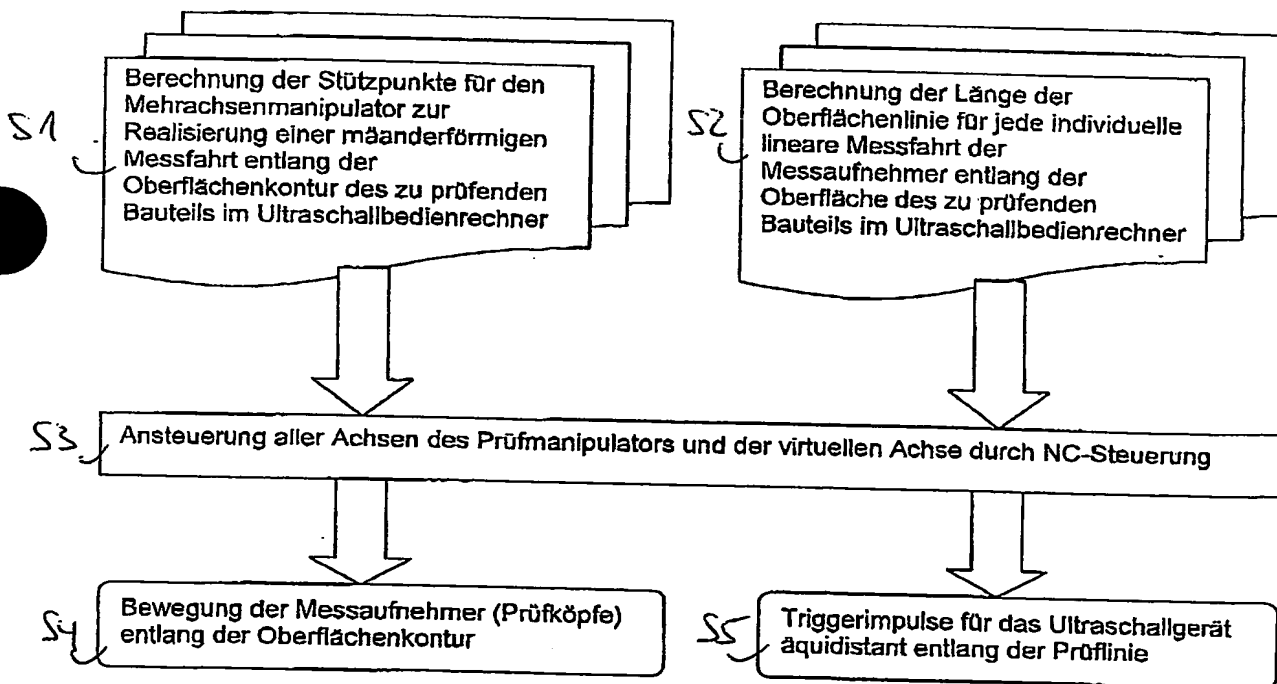 S1
Berechnung der Stützpunkte für den
Mehrachsenmanipulator zur
Realisierung einer mäanderförmigen
Messfahrt entlang der
Oberflächenkontur des zu prüfenden
Bauteils im Ultraschallbedienrechner
S2
Berechnung der Länge der
Oberflächenlinie für jede individuelle
lineare Messfahrt der
Messaufnehmer entlang der
Oberfläche des zu prüfenden
Bauteils im Ultraschallbedienrechner
S3
Ansteuerung aller Achsen des Prüfmanipulators und der virtuellen Achse durch NC-Steuerung
S4
Bewegung der Messaufnehmer (Prüfköpfe)
entlang der Oberflächenkontur
S5
Triggerimpulse für das Ultraschallgerät
äquidistant entlang der Prüflinie